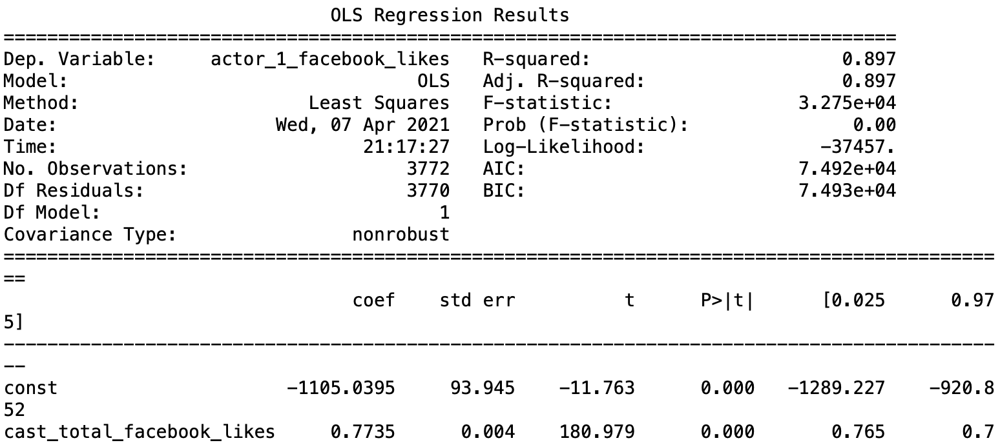 OLS Regression Results
==================================================================================
Dep. Variable: actor_1_facebook_likes R-squared: 0.897
Model: OLS Adj. R-squared: 0.897
Method: Least Squares F-statistic: 3.275e+04
Date: Wed, 07 Apr 2021 Prob (F-statistic): 0.00
Time: 21:17:27 Log-Likelihood: -37457.
No. Observations: 3772 AIC: 7.492e+04
Df Residuals: 3770 BIC: 7.493e+04
Df Model: 1
Covariance Type: nonrobust
===========================================================================================
==
coef std err t P>|t| [0.025 0.97
5]
-------------------------------------------------------------------------------------------
--
const -1105.0395 93.945 -11.763 0.000 -1289.227 -920.8
52
cast_total_facebook_likes 0.7735 0.004 180.979 0.000 0.765 0.7